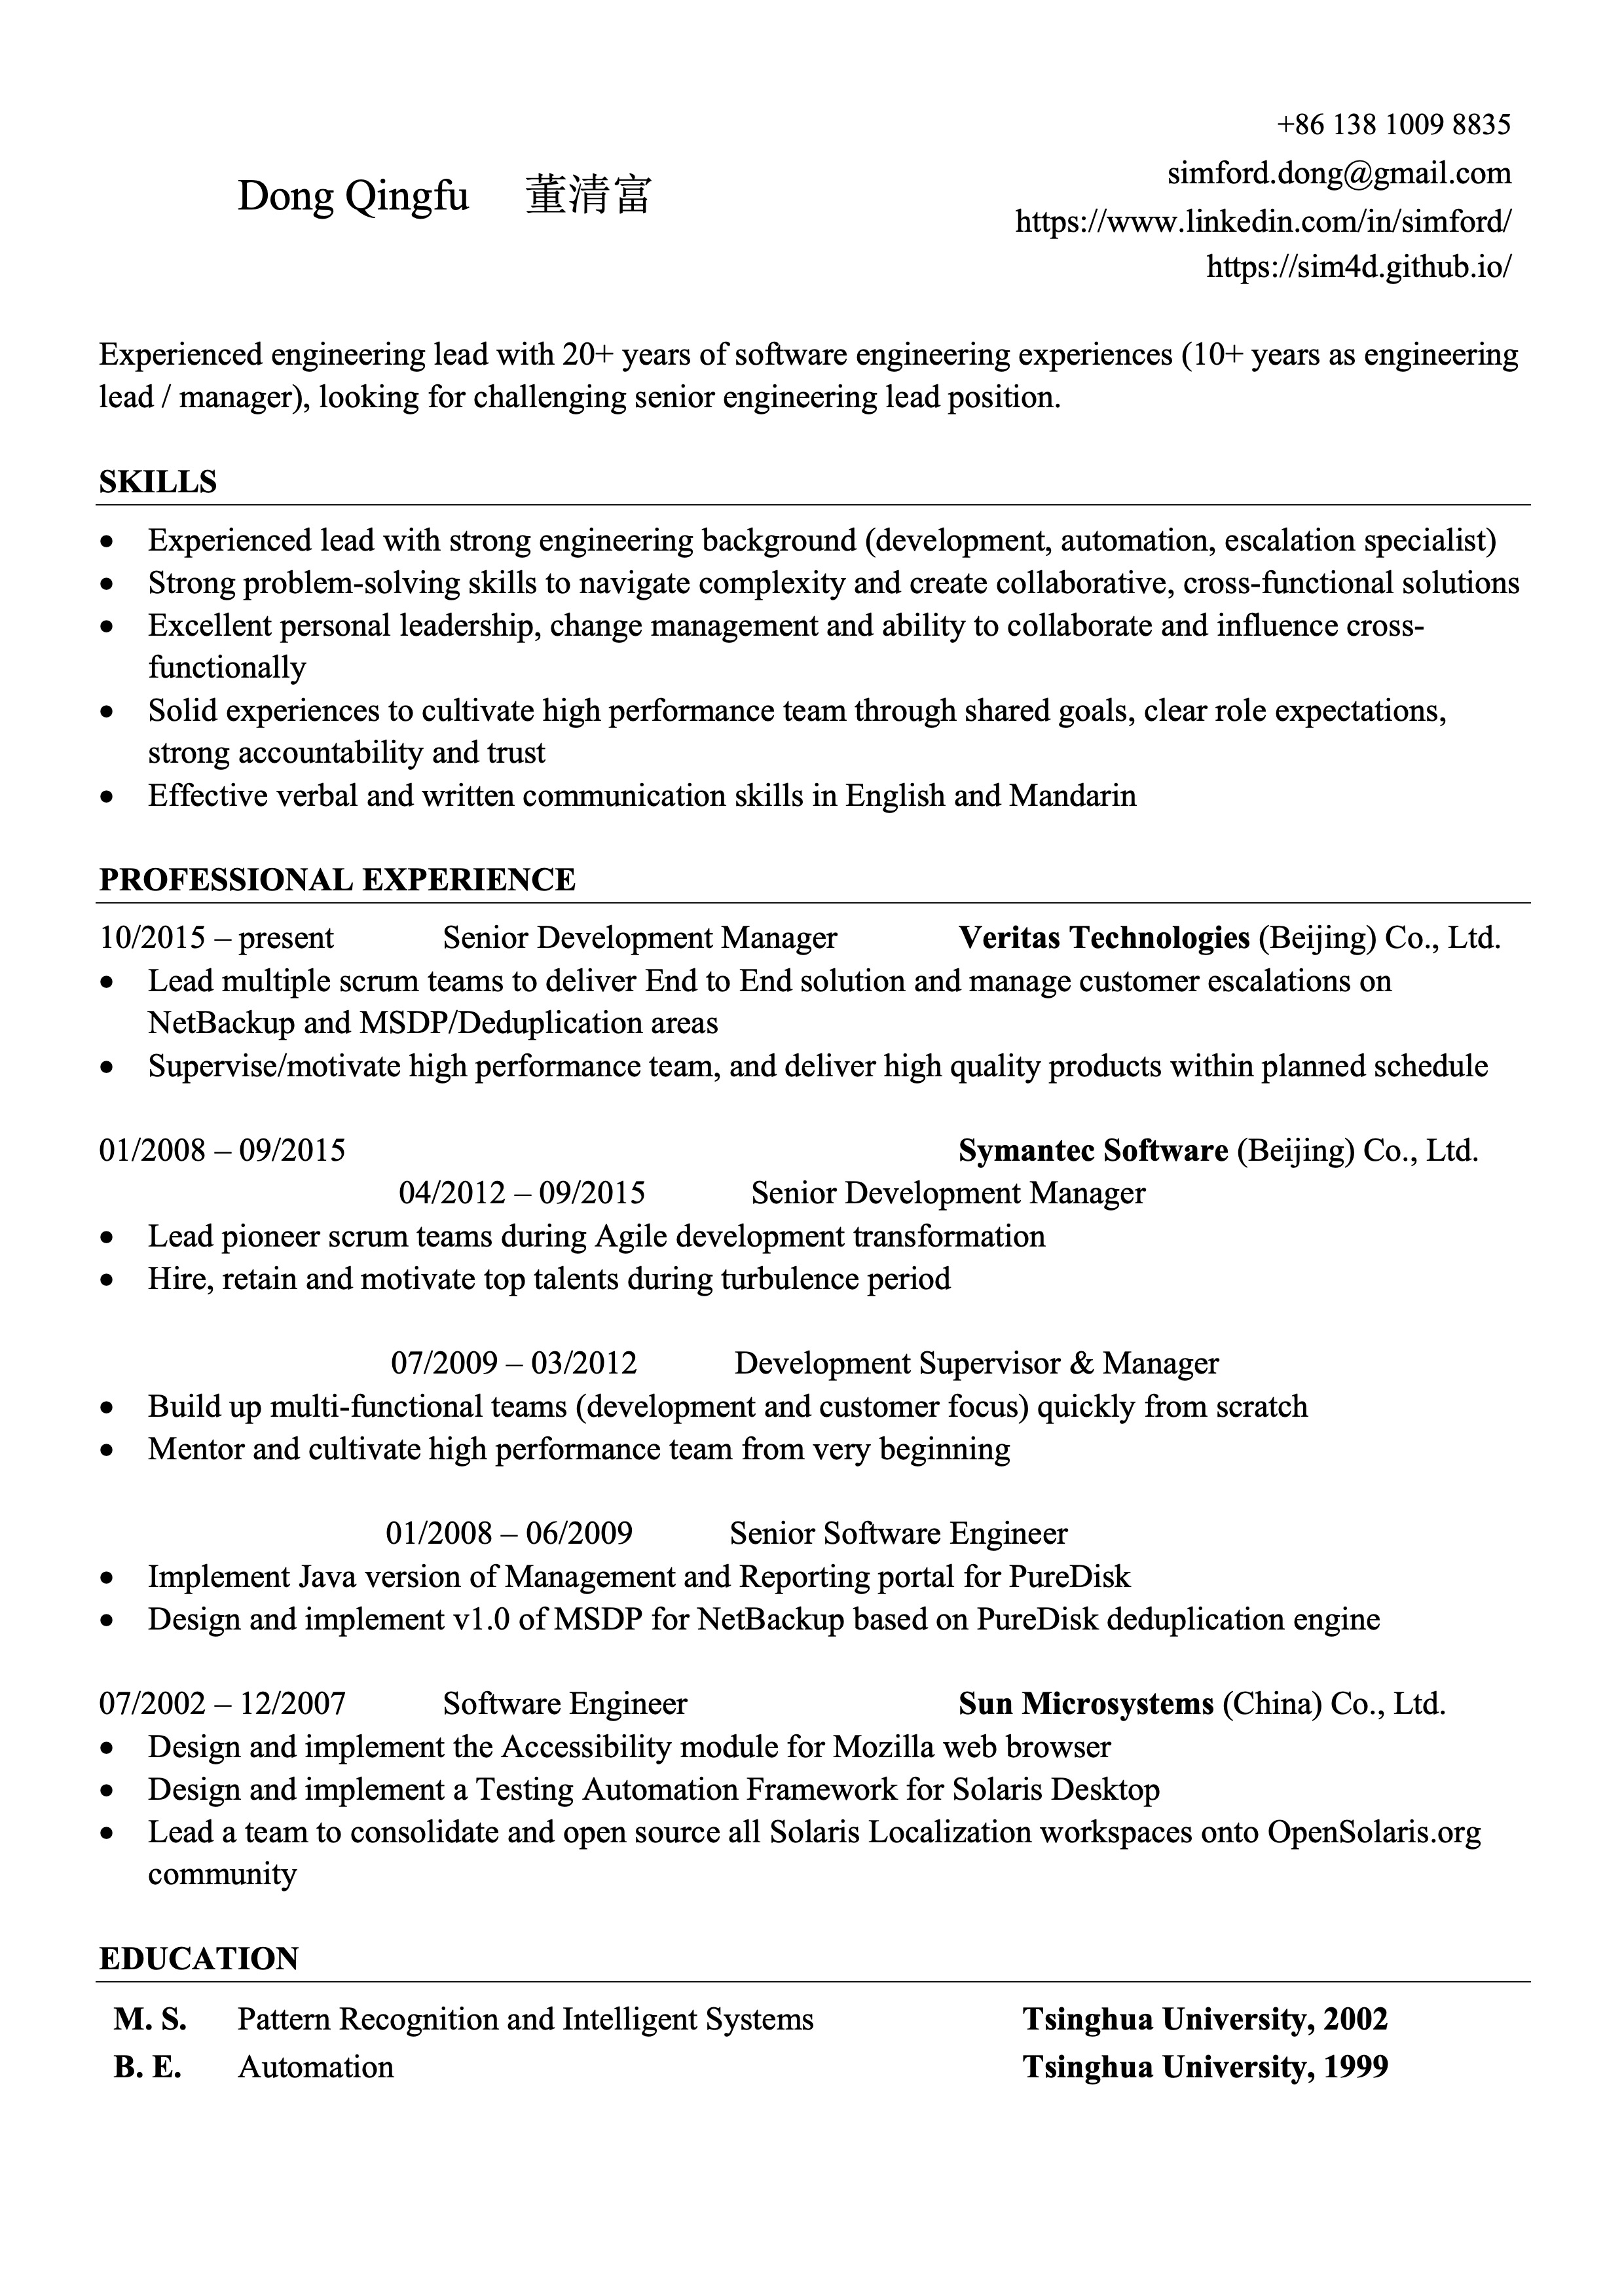 +86 138 1009 8835
simford.dong@gmail.com
Dong Qingfu 董清富
https://www.linkedin.com/in/simford/
https://sim4d.github.io/
Experienced engineering lead with 20+ years of software engineering experiences (10+ years as engineering
lead / manager), looking for challenging senior engineering lead position.
SKILLS
• Experienced lead with strong engineering background (development, automation, escalation specialist)
• Strong problem-solving skills to navigate complexity and create collaborative, cross-functional solutions
• Excellent personal leadership, change management and ability to collaborate and influence cross-
functionally
• Solid experiences to cultivate high performance team through shared goals, clear role expectations,
strong accountability and trust
• Effective verbal and written communication skills in English and Mandarin
PROFESSIONAL EXPERIENCE
10/2015 – present Senior Development Manager Veritas Technologies (Beijing) Co., Ltd.
• Lead multiple scrum teams to deliver End to End solution and manage customer escalations on
NetBackup and MSDP/Deduplication areas
• Supervise/motivate high performance team, and deliver high quality products within planned schedule
01/2008 – 09/2015 Symantec Software (Beijing) Co., Ltd.
04/2012 – 09/2015 Senior Development Manager
• Lead pioneer scrum teams during Agile development transformation
• Hire, retain and motivate top talents during turbulence period
07/2009 – 03/2012 Development Supervisor & Manager
• Build up multi-functional teams (development and customer focus) quickly from scratch
• Mentor and cultivate high performance team from very beginning
01/2008 – 06/2009 Senior Software Engineer
• Implement Java version of Management and Reporting portal for PureDisk
• Design and implement v1.0 of MSDP for NetBackup based on PureDisk deduplication engine
07/2002 – 12/2007 Software Engineer Sun Microsystems (China) Co., Ltd.
• Design and implement the Accessibility module for Mozilla web browser
• Design and implement a Testing Automation Framework for Solaris Desktop
• Lead a team to consolidate and open source all Solaris Localization workspaces onto OpenSolaris.org
community
EDUCATION
M. S. Pattern Recognition and Intelligent Systems Tsinghua University, 2002
B. E. Automation Tsinghua University, 1999